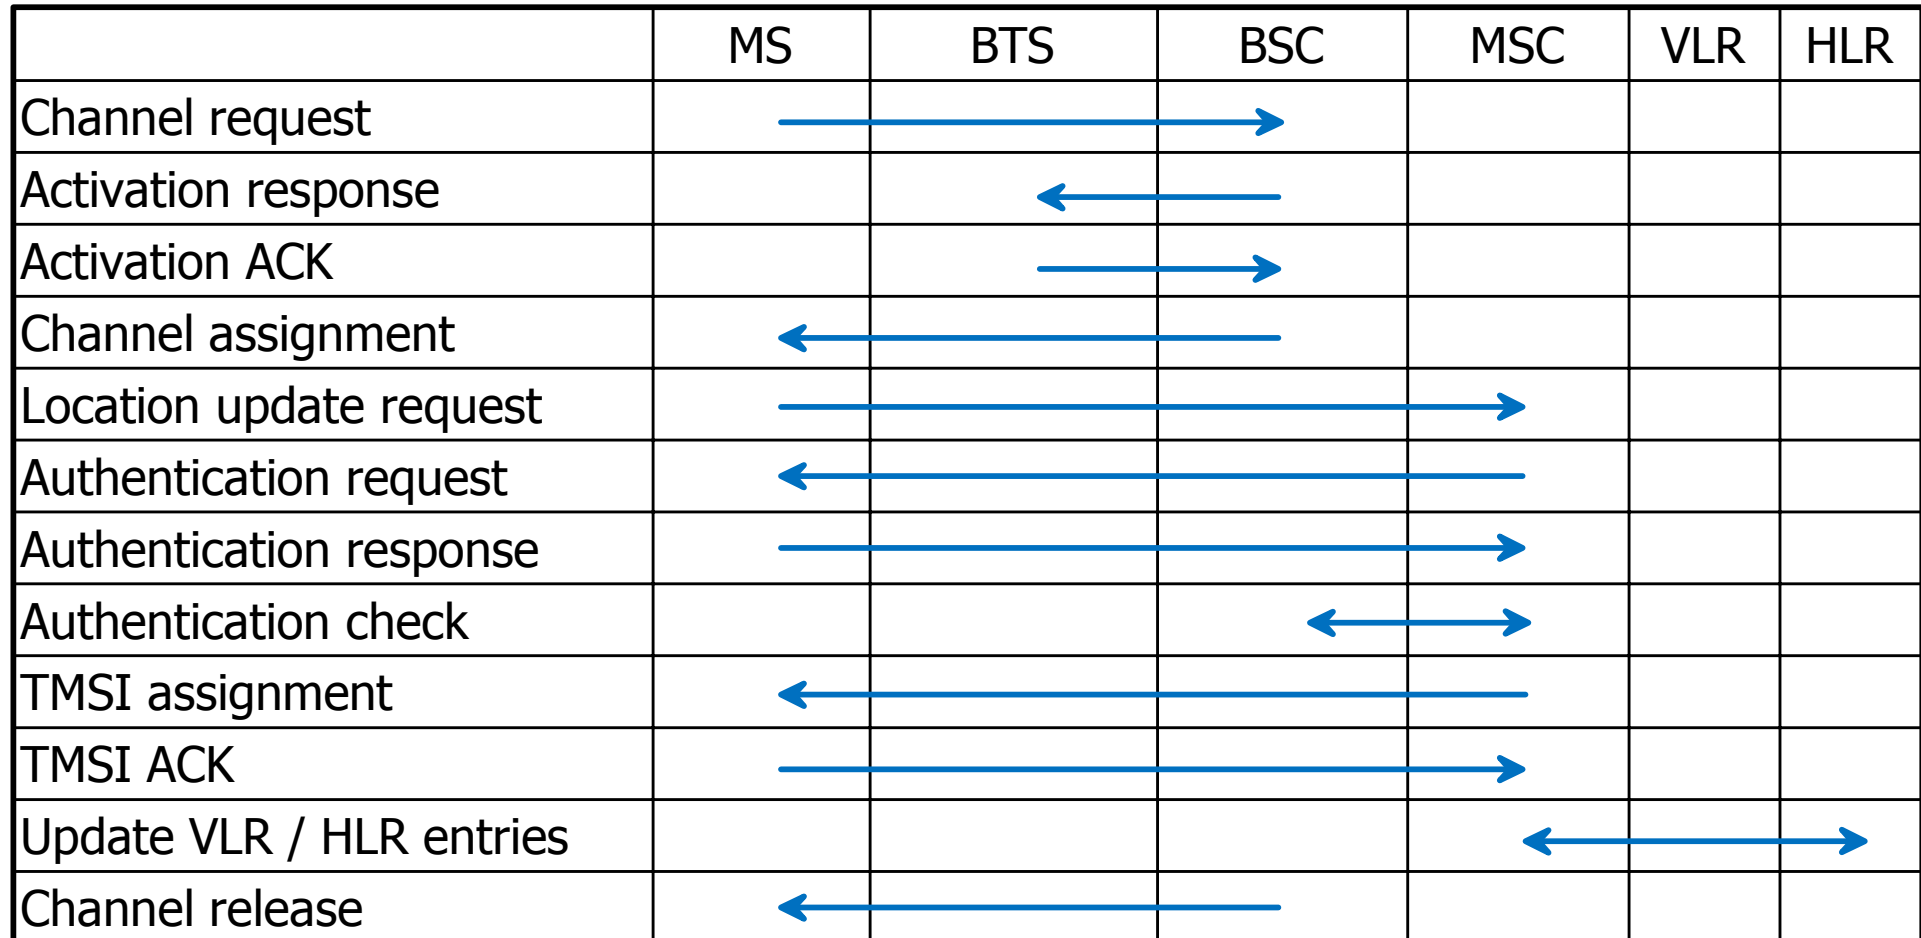 MS BTS BSC MSC VLR HLR
Channel request
Activation response
Activation ACK
Channel assignment
Location update request
Authentication request
Authentication response
Authentication check
TMSI assignment
TMSI ACK
Update VLR / HLR entries
Channel release